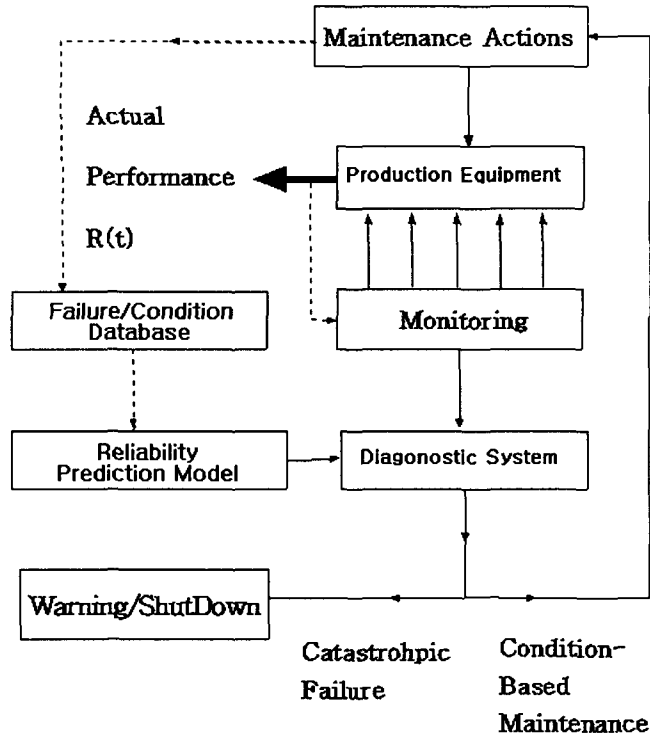 Maintenance Actions
Actual
Performance
R(t)
Production Equipment
Failure/Condition
Database
Monitoring
Reliability
Prediction Model
Diagonostic System
Warning/ShutDown
Catastrohpic
Failure
Condition-
Based
Maintenance